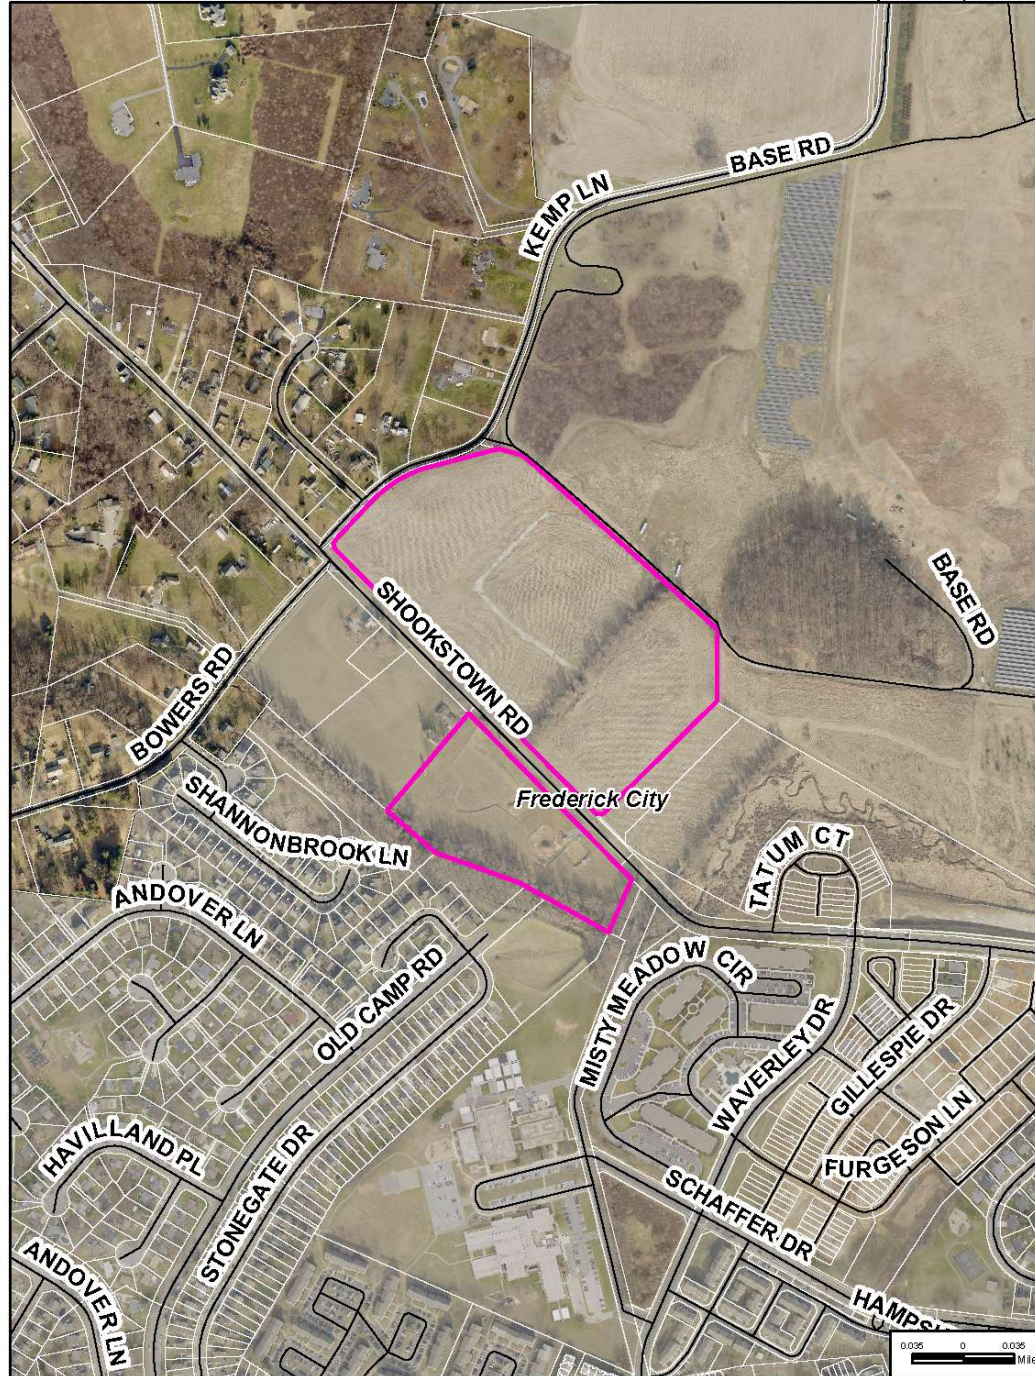 BASE RD
KEMP LN
BASE RD
SHOOKSTOWN RD
BOWERS RD
Frederick City
SHANNONBROOK LN
TATUM CT
ANDOVER LN
OLD CAMP RD
MISTY MEADOW CIR
WAVERLEY DR
GILLESPIE DR
HAVILLAND PL
STONEGATE DR
FURGESON LN
SCHAFFER DR
ANDOVER LN
HAMPS
0.035 0 0.035
Mile